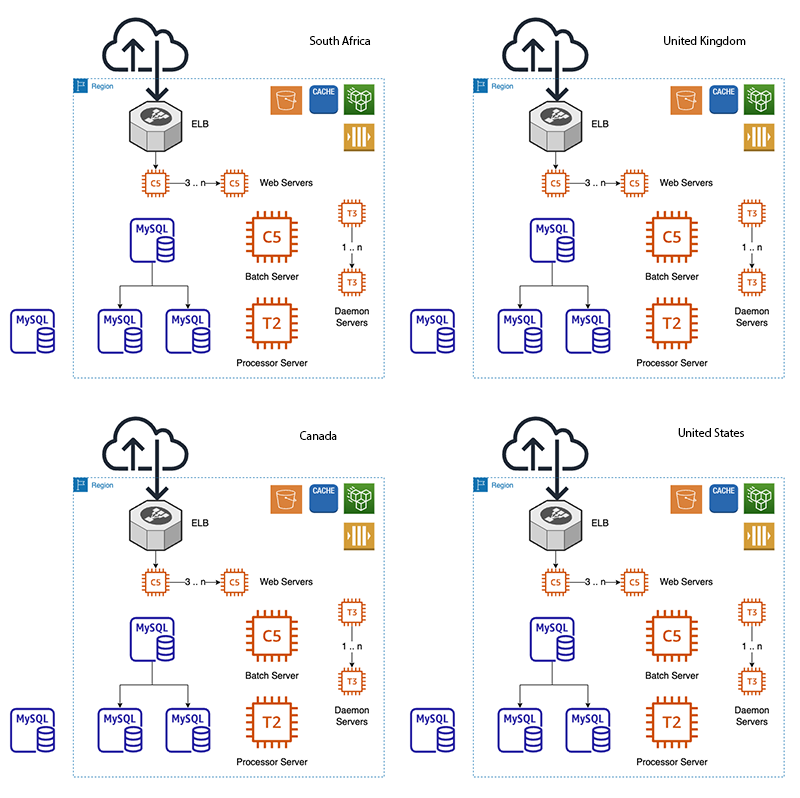 South Africa
Region
CACHE
ELB
C5
3 .. n
C5
Web Servers
MySQL
C5
T3
1 .. n
Batch Server
T3
MySQL
MySQL
MySQL
T2
Daemon
Servers
Processor Server
United Kingdom
Region
CACHE
ELB
C5
3 .. n
C5
Web Servers
MySQL
C5
T3
1 .. n
Batch Server
T3
MySQL
MySQL
MySQL
T2
Daemon
Servers
Processor Server
Canada
Region
CACHE
ELB
C5
3 .. n
C5
Web Servers
MySQL
C5
T3
1 .. n
Batch Server
T3
MySQL
MySQL
MySQL
T2
Daemon
Servers
Processor Server
United States
Region
CACHE
ELB
C5
3 .. n
C5
Web Servers
MySQL
C5
T3
1 .. n
Batch Server
T3
MySQL
MySQL
MySQL
T2
Daemon
Servers
Processor Server